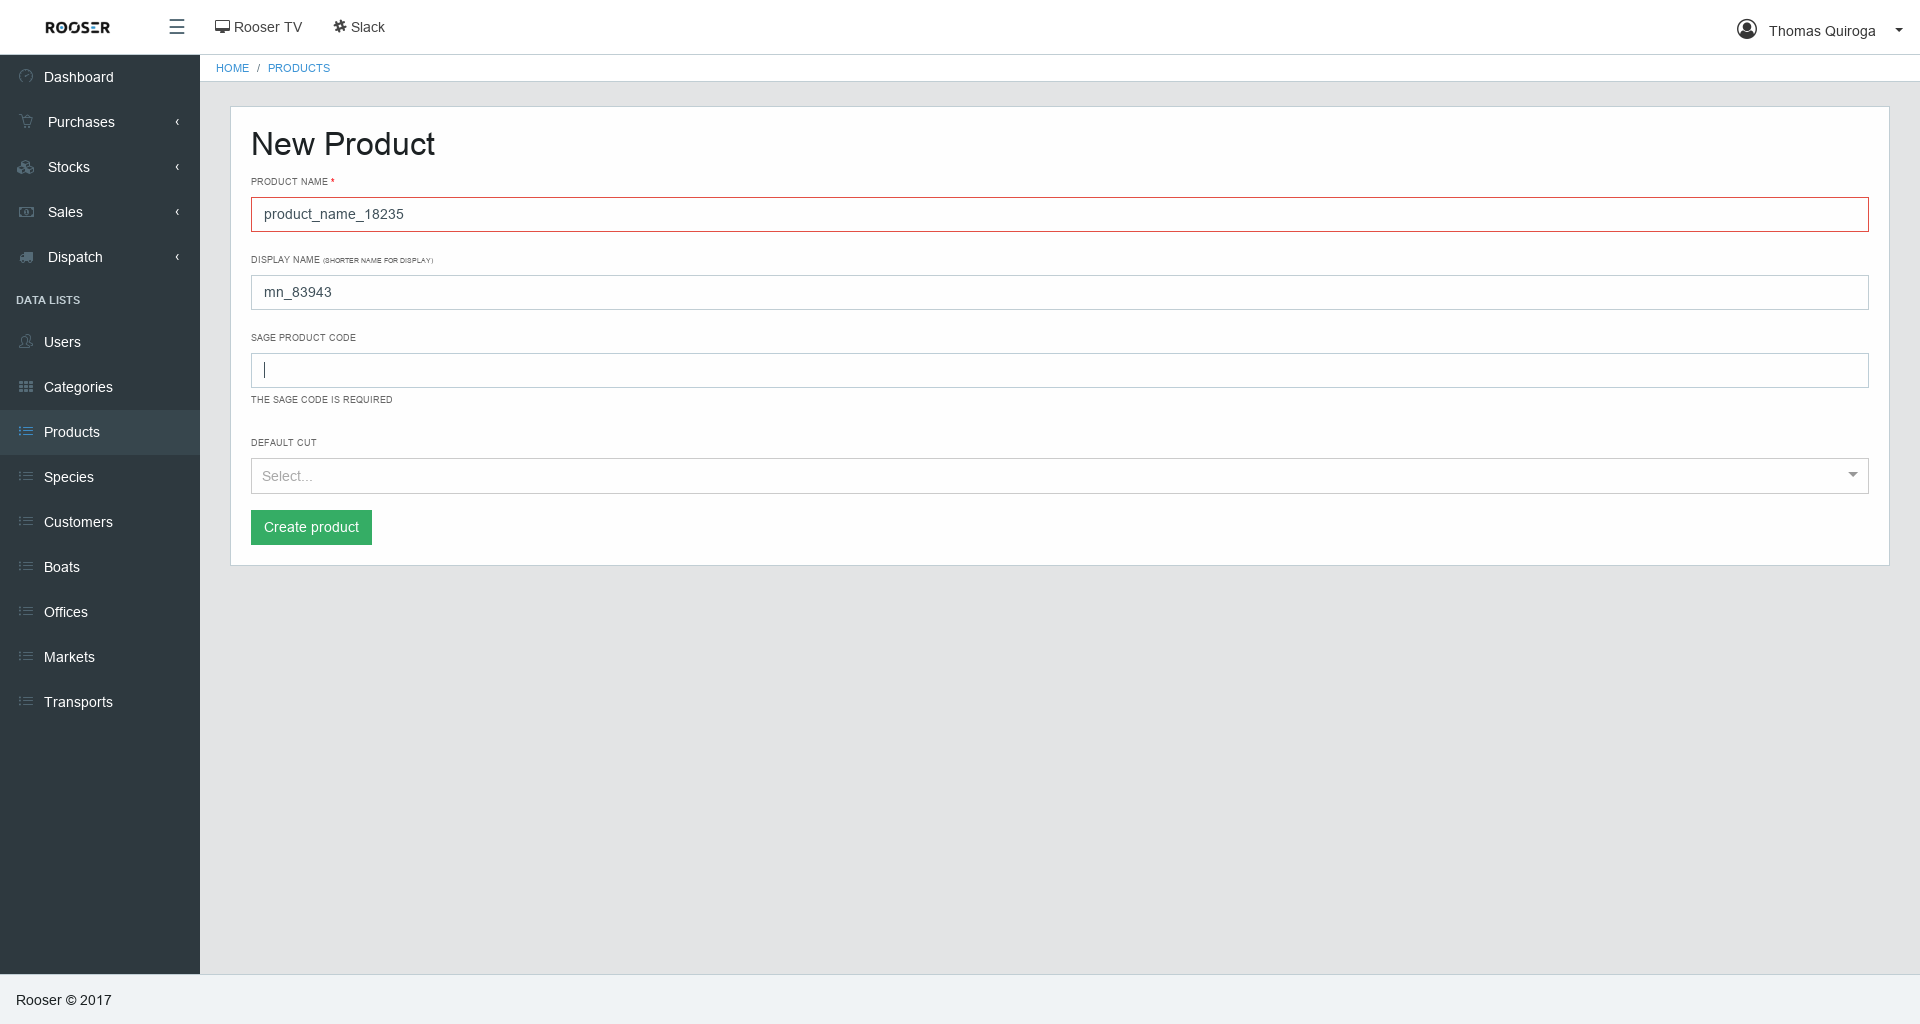 ROOSER
☰
Rooser TV
Slack
Thomas Quiroga
HOME / PRODUCTS
Dashboard
Purchases
Stocks
Sales
Dispatch
DATA LISTS
Users
Categories
Products
Species
Customers
Boats
Offices
Markets
Transports
New Product
PRODUCT NAME *
product_name_18235
DISPLAY NAME (SHORTER NAME FOR DISPLAY)
mn_83943
SAGE PRODUCT CODE
THE SAGE CODE IS REQUIRED
DEFAULT CUT
Select...
Create product
Rooser © 2017